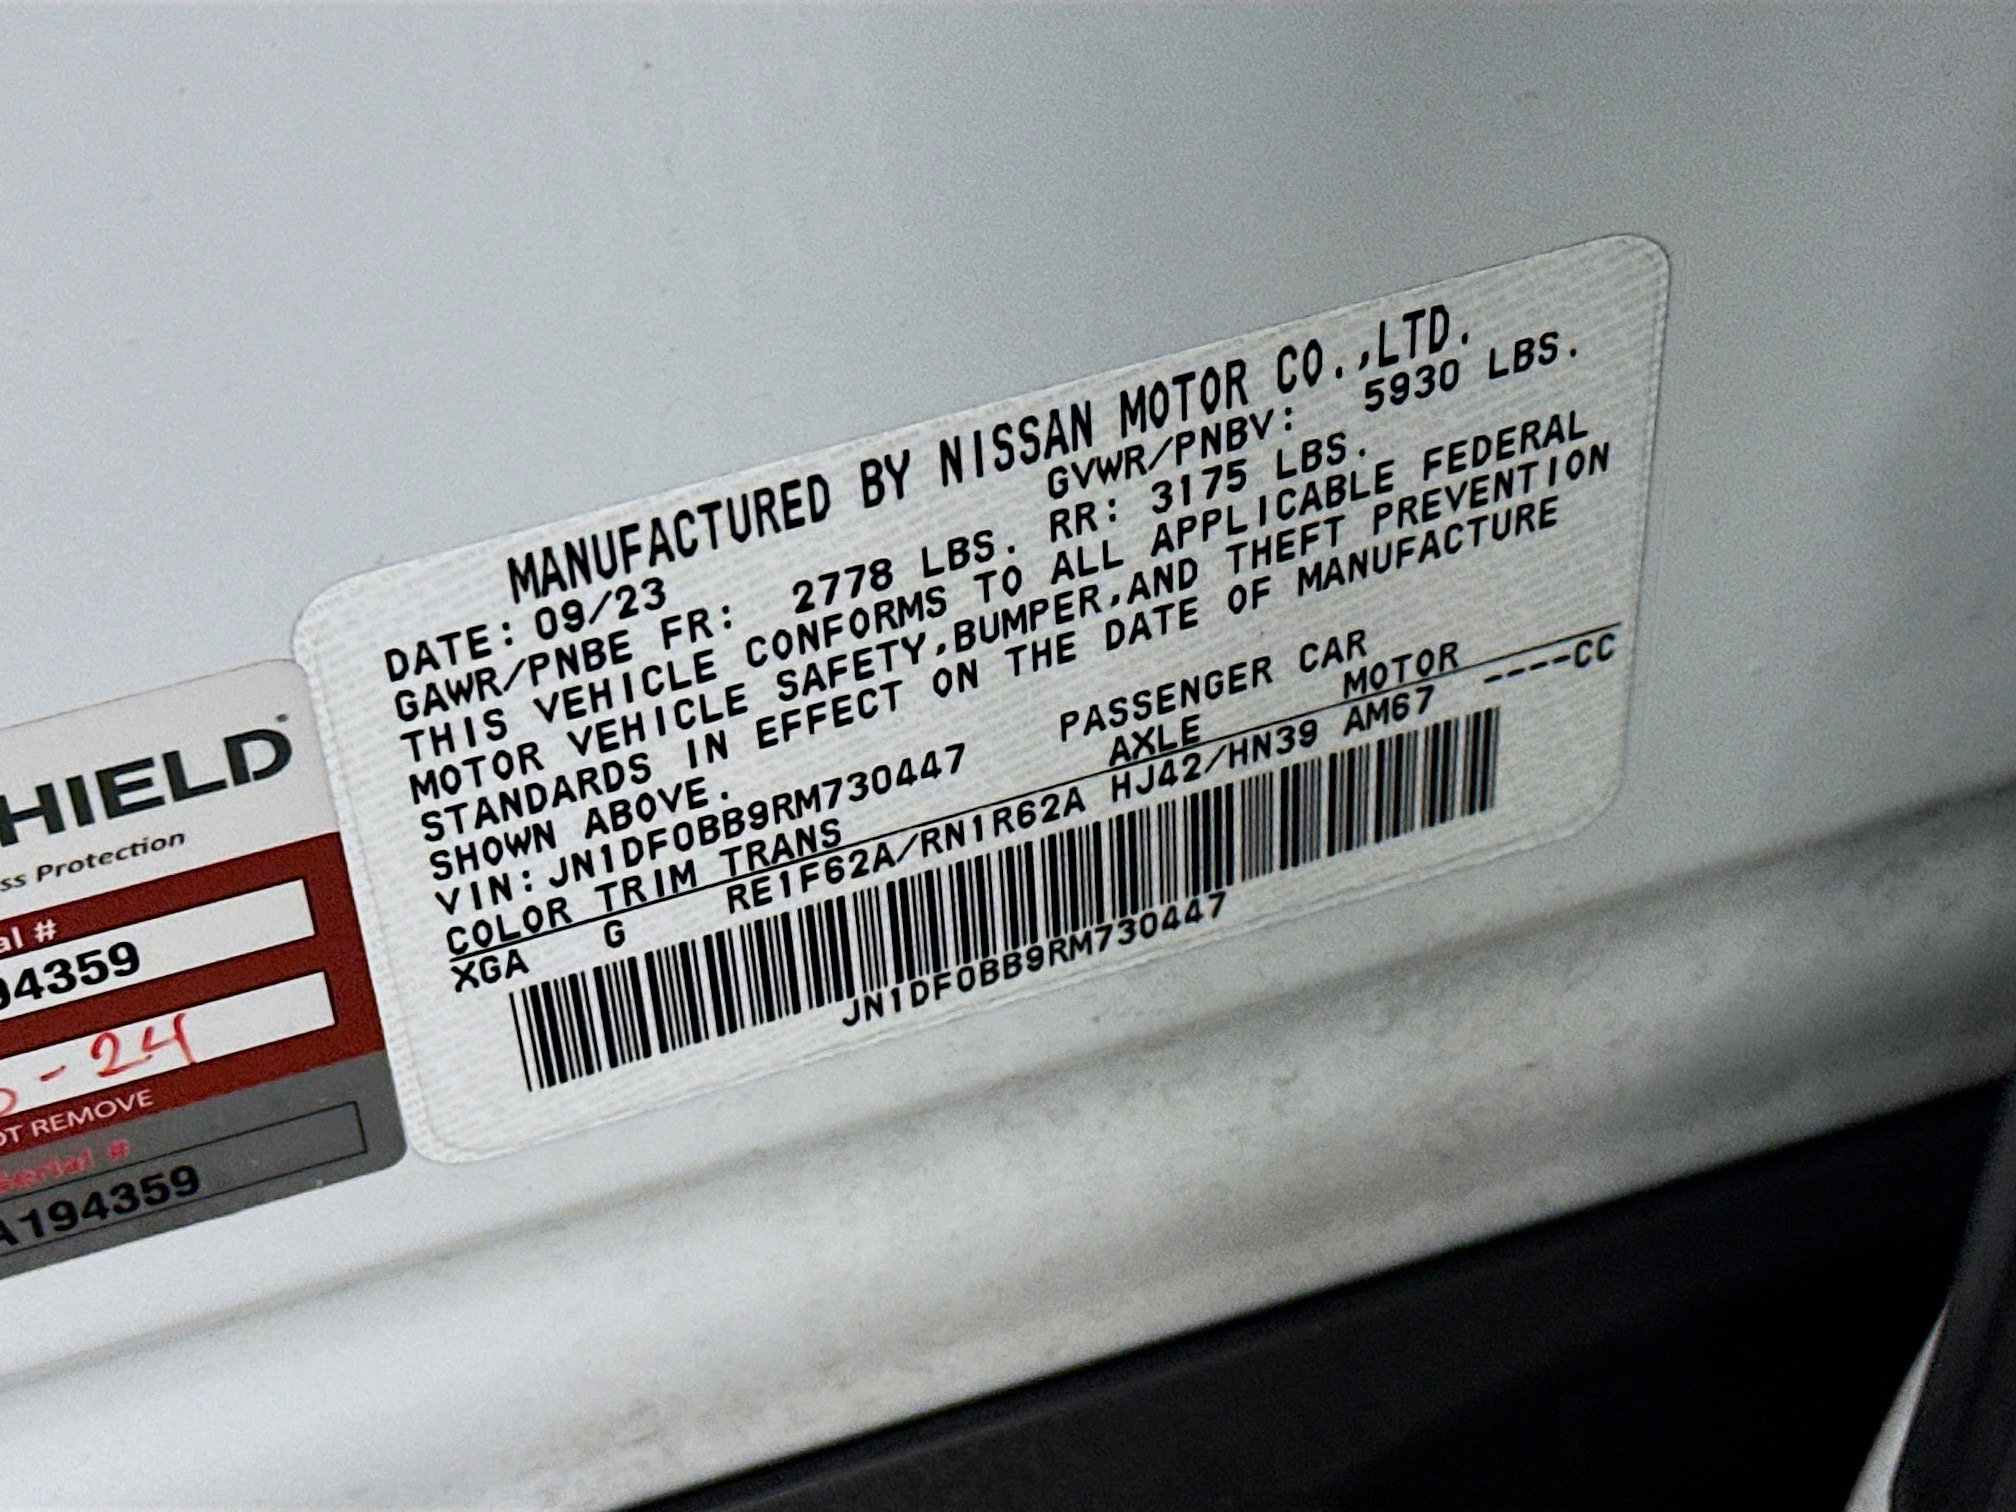 MANUFACTURED BY NISSAN MOTOR CO.,LTD.
DATE: 09/23 GVWR/PNBV: 5930 LBS.
GAWR/PNBE FR: 2778 LBS. RR: 3175 LBS.
THIS VEHICLE CONFORMS TO ALL APPLICABLE FEDERAL
MOTOR VEHICLE SAFETY,BUMPER,AND THEFT PREVENTION
STANDARDS IN EFFECT ON THE DATE OF MANUFACTURE
SHOWN ABOVE.
VIN: JN1DF0BB9RM730447 PASSENGER CAR
COLOR TRIM TRANS AXLE MOTOR
XGA G RE1F62A/RN1R62A HJ42/HN39 AM67 ----CC
JN1DF0BB9RM730447
HIELD
ss Protection
al #
94359
-24
OT REMOVE
Serial #
A194359